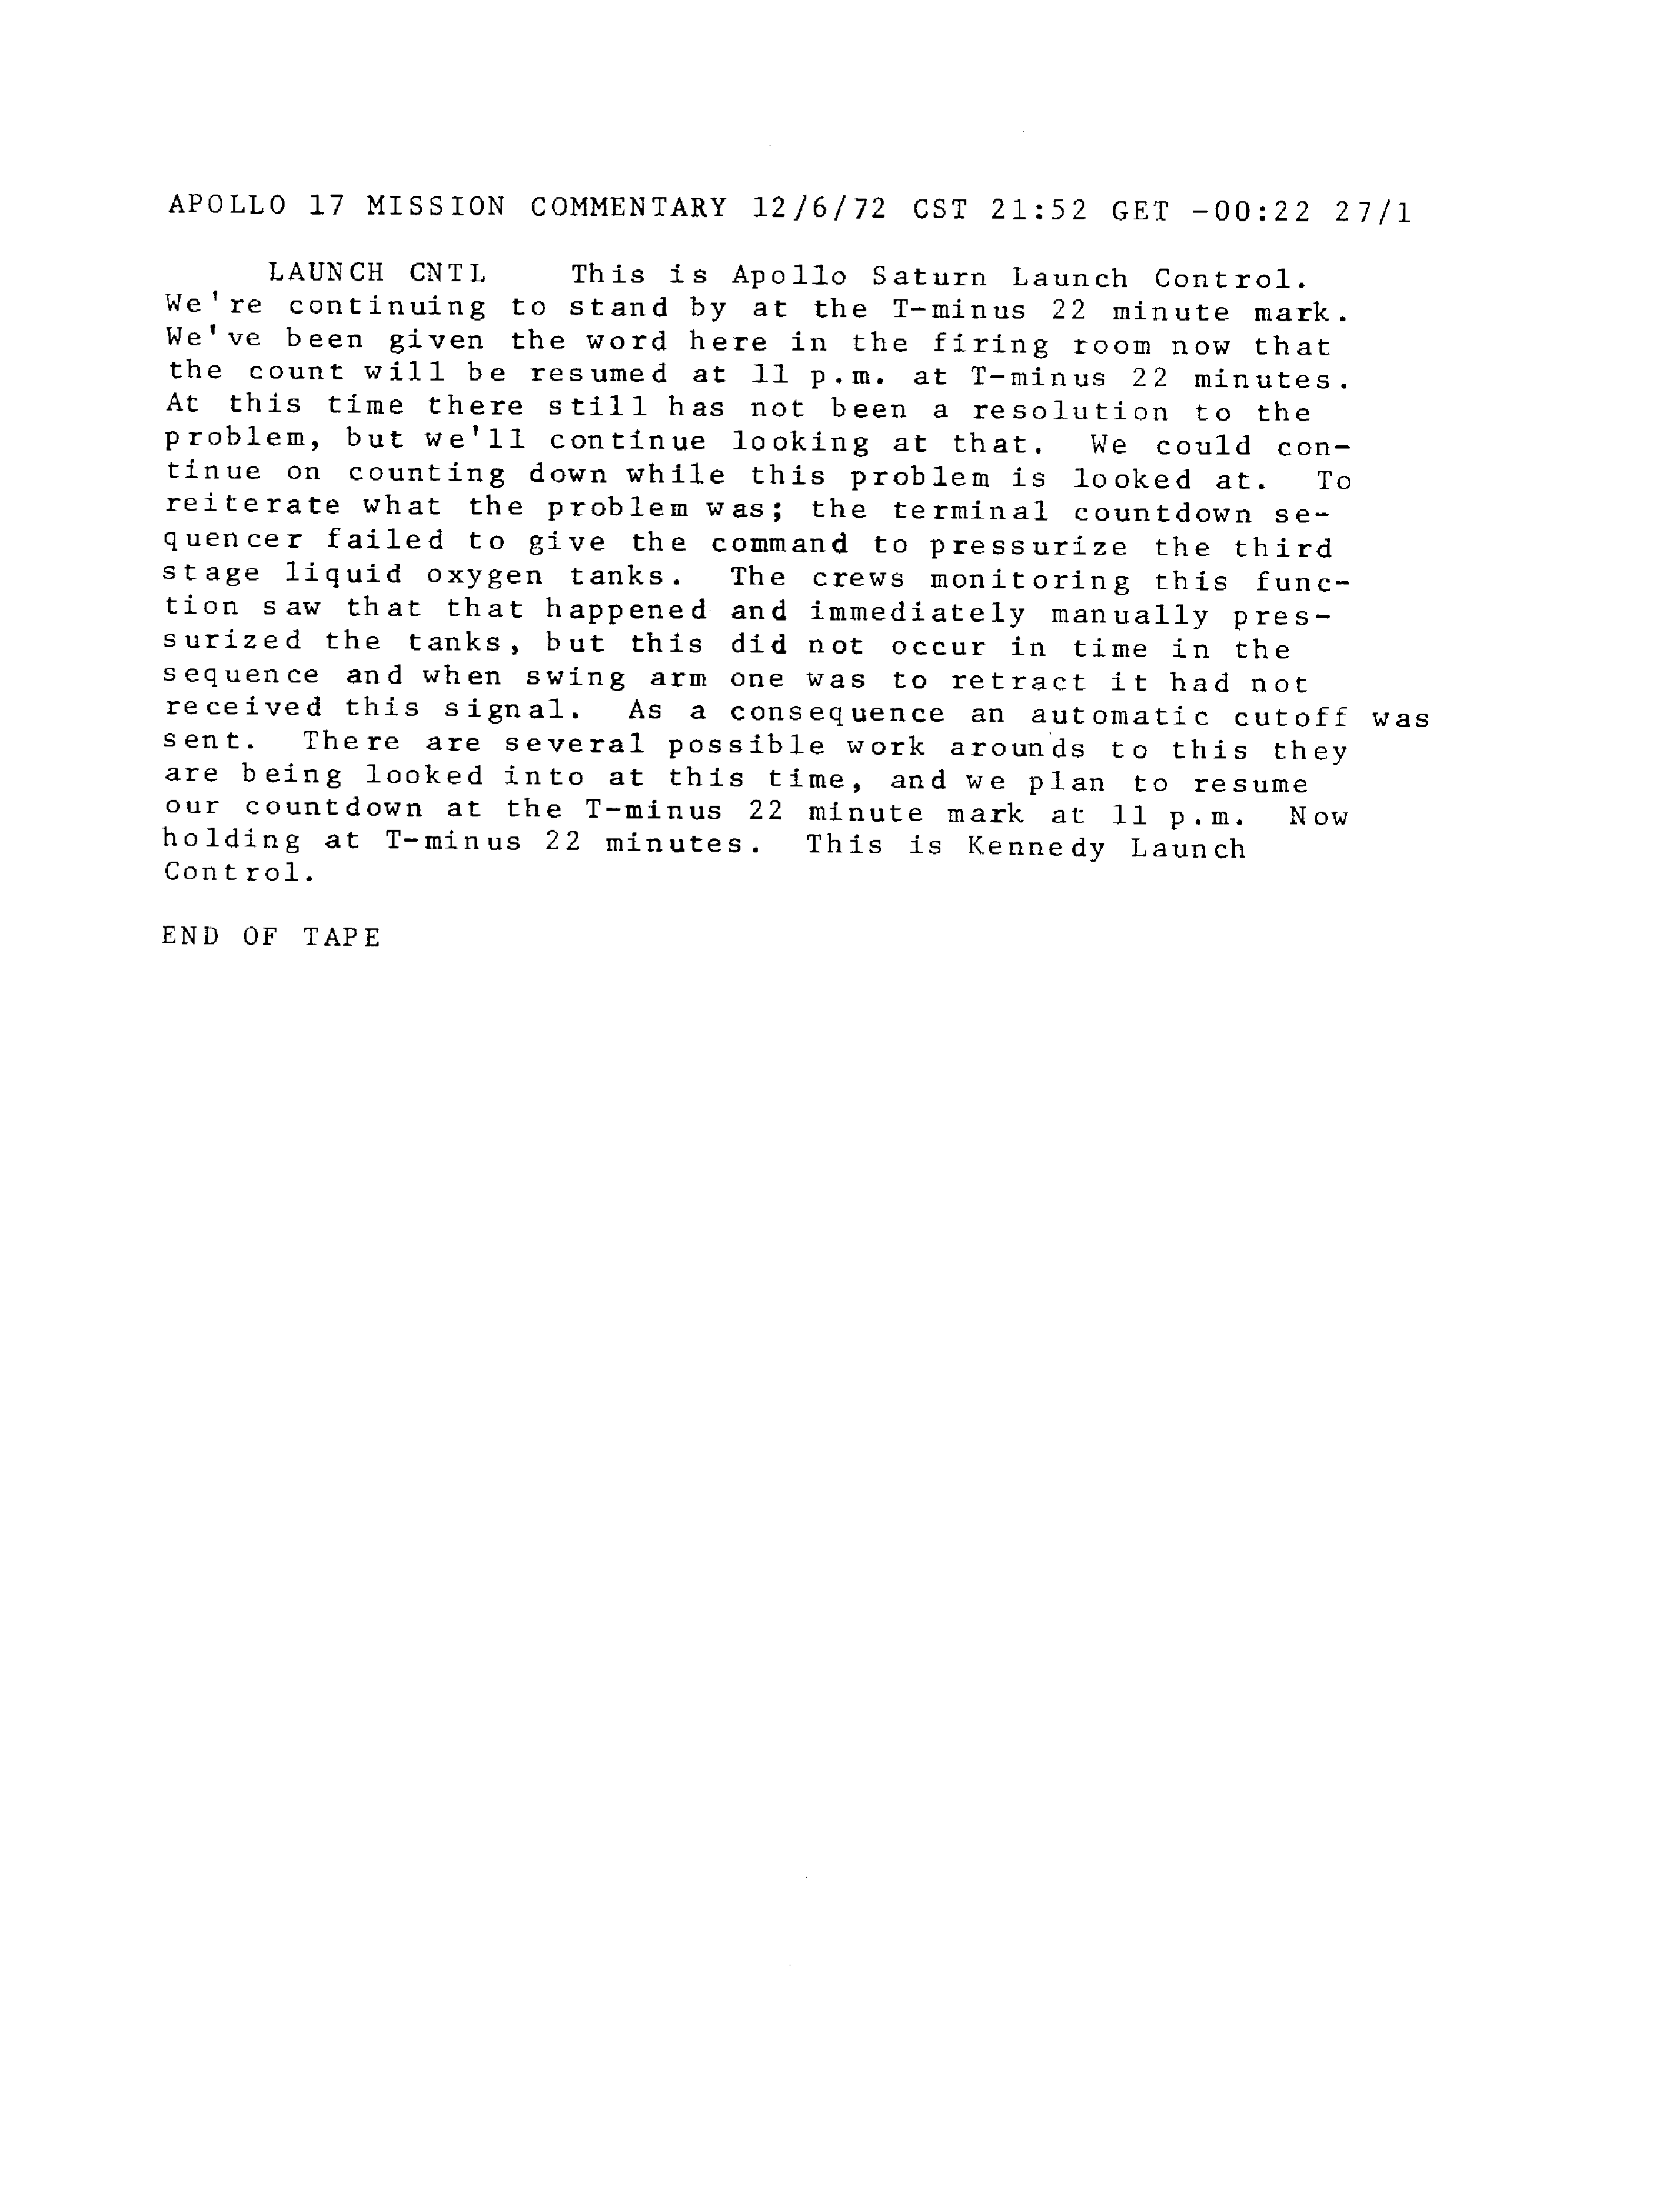 APOLLO 17 MISSION COMMENTARY 12/6/72 CST 21:52 GET -00:22 27/1
LAUNCH CNTL This is Apollo Saturn Launch Control.
We're continuing to stand by at the T-minus 22 minute mark.
We've been given the word here in the firing room now that
the count will be resumed at 11 p.m. at T-minus 22 minutes.
At this time there still has not been a resolution to the
problem, but we'll continue looking at that. We could con-
tinue on counting down while this problem is looked at. To
reiterate what the problem was; the terminal countdown se-
quencer failed to give the command to pressurize the third
stage liquid oxygen tanks. The crews monitoring this func-
tion saw that that happened and immediately manually pres-
surized the tanks, but this did not occur in time in the
sequence and when swing arm one was to retract it had not
received this signal. As a consequence an automatic cutoff was
sent. There are several possible work arounds to this they
are being looked into at this time, and we plan to resume
our countdown at the T-minus 22 minute mark at 11 p.m. Now
holding at T-minus 22 minutes. This is Kennedy Launch
Control.
END OF TAPE